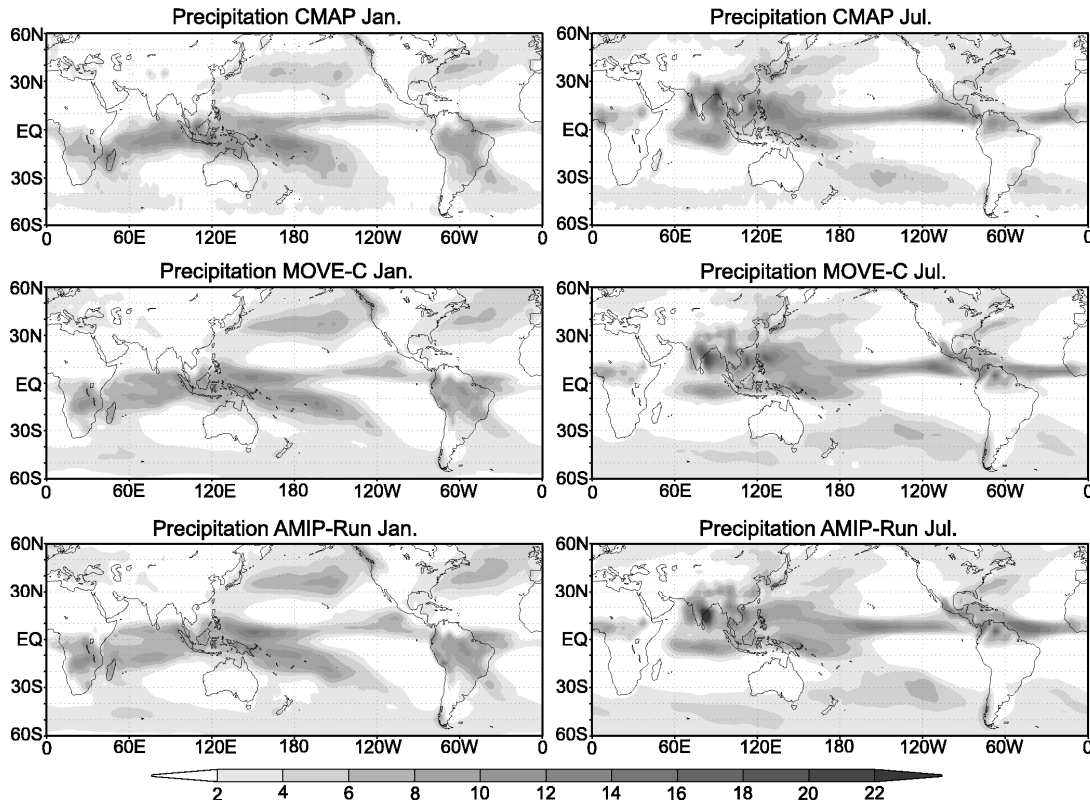 Precipitation CMAP Jan.
60N
30N
EQ
30S
60S
0 60E 120E 180 120W 60W 0
Precipitation CMAP Jul.
60N
30N
EQ
30S
60S
0 60E 120E 180 120W 60W 0
Precipitation MOVE-C Jan.
60N
30N
EQ
30S
60S
0 60E 120E 180 120W 60W 0
Precipitation MOVE-C Jul.
60N
30N
EQ
30S
60S
0 60E 120E 180 120W 60W 0
Precipitation AMIP-Run Jan.
60N
30N
EQ
30S
60S
0 60E 120E 180 120W 60W 0
Precipitation AMIP-Run Jul.
60N
30N
EQ
30S
60S
0 60E 120E 180 120W 60W 0
2 4 6 8 10 12 14 16 18 20 22